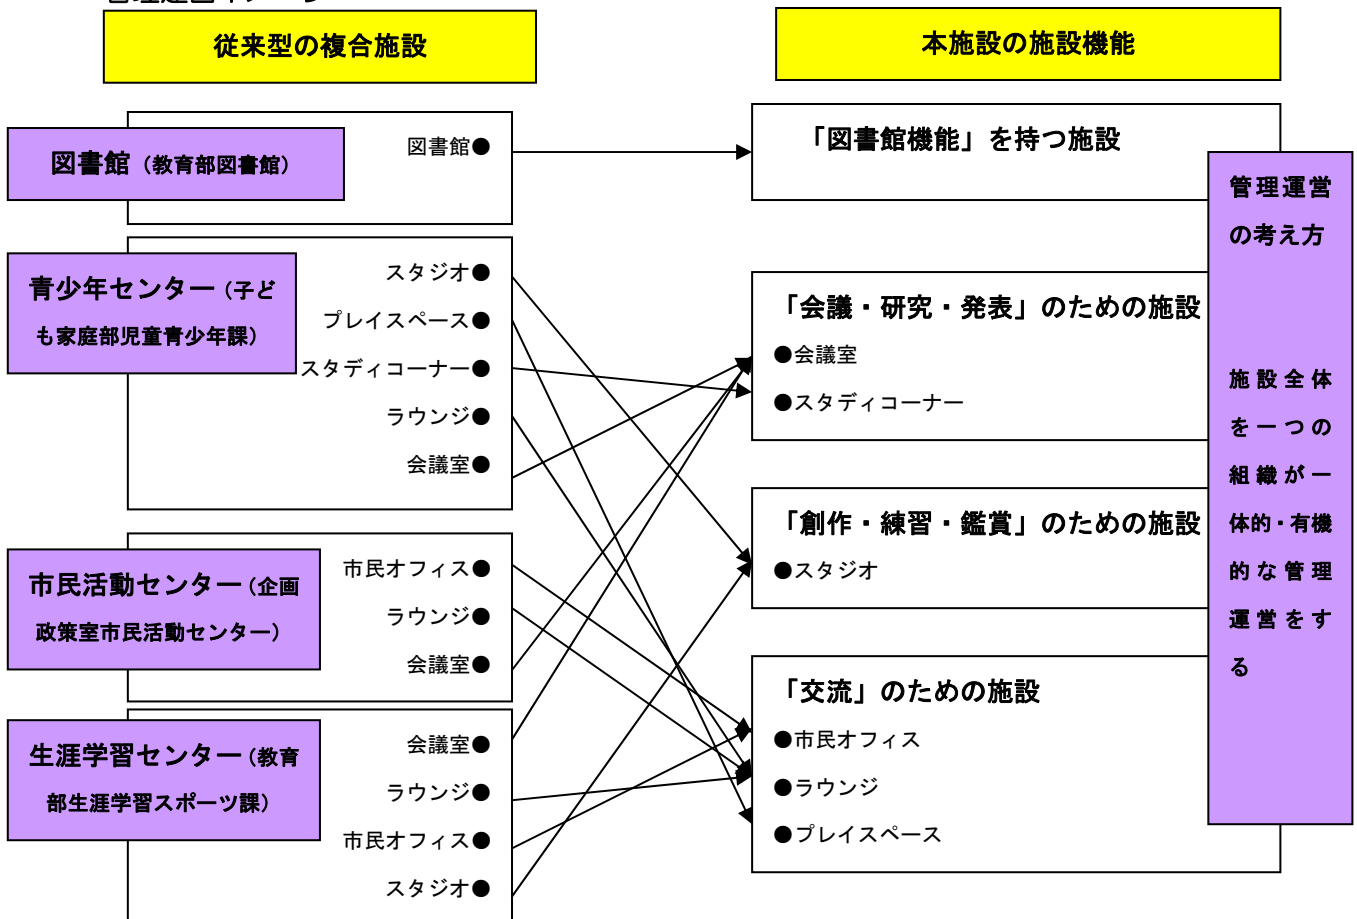 従来型の複合施設
本施設の施設機能
図書館（教育部図書館）
図書館●
青少年センター（子ど
も家庭部児童青少年課）
スタジオ●
プレイスペース●
スタディコーナー●
ラウンジ●
会議室●
市民活動センター（企画
政策室市民活動センター）
市民オフィス●
ラウンジ●
会議室●
生涯学習センター（教育
部生涯学習スポーツ課）
会議室●
ラウンジ●
市民オフィス●
スタジオ●
「図書館機能」を持つ施設
「会議・研究・発表」のための施設
●会議室
●スタディコーナー
「創作・練習・鑑賞」のための施設
●スタジオ
「交流」のための施設
●市民オフィス
●ラウンジ
●プレイスペース
管理運営
の考え方
施設全体
を一つの
組織が一
体的・有機
的な管理
運営をす
る